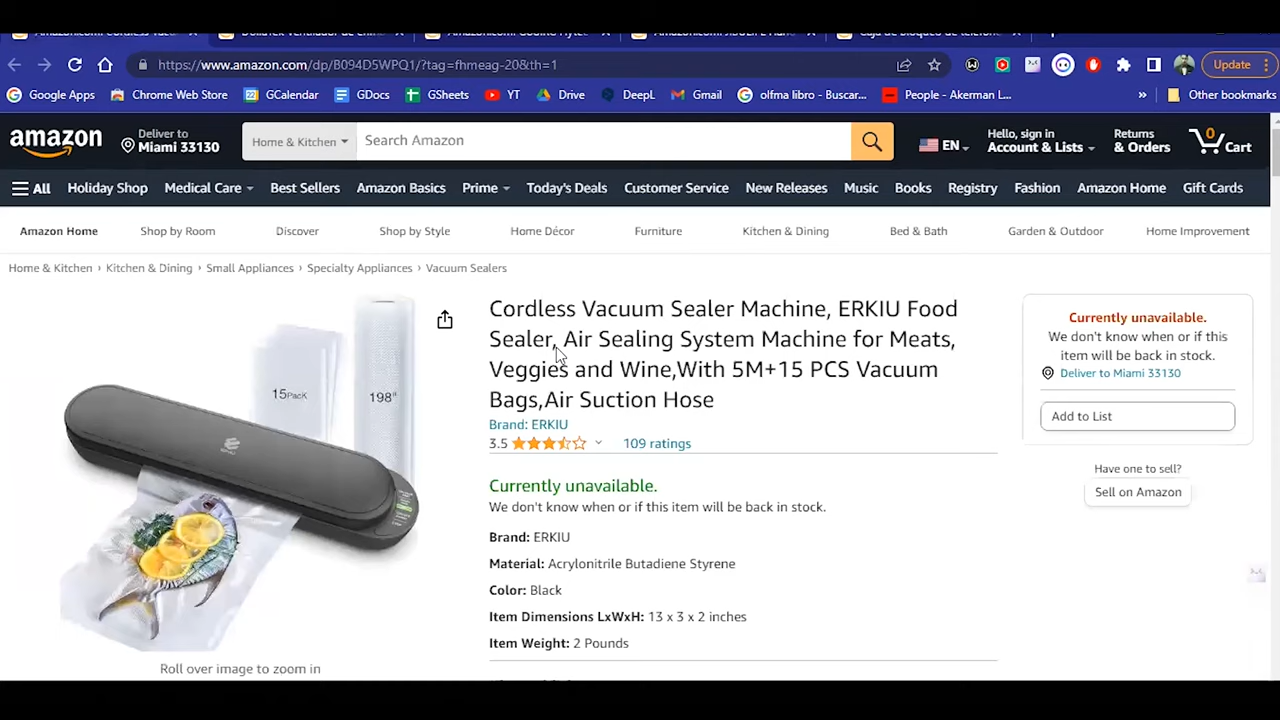 https://www.amazon.com/dp/B094D5WPQ1/?tag=fhmeag-20&th=1
Update
Google Apps
Chrome Web Store
GCalendar
GDocs
GSheets
YT
Drive
DeepL
Gmail
olfma libro - Buscar...
People - Akerman L...
»
Other bookmarks
amazon
Deliver to
Miami 33130
Home & Kitchen
Search Amazon
EN
Hello, sign in
Account & Lists
Returns
& Orders
0
Cart
All
Holiday Shop
Medical Care
Best Sellers
Amazon Basics
Prime
Today's Deals
Customer Service
New Releases
Music
Books
Registry
Fashion
Amazon Home
Gift Cards
Amazon Home
Shop by Room
Discover
Shop by Style
Home Décor
Furniture
Kitchen & Dining
Bed & Bath
Garden & Outdoor
Home Improvement
Home & Kitchen › Kitchen & Dining › Small Appliances › Specialty Appliances › Vacuum Sealers
15PACK
198"
Roll over image to zoom in
Cordless Vacuum Sealer Machine, ERKIU Food
Sealer, Air Sealing System Machine for Meats,
Veggies and Wine,With 5M+15 PCS Vacuum
Bags,Air Suction Hose
Brand: ERKIU
3.5
109 ratings
Currently unavailable.
We don't know when or if this item will be back in stock.
Brand: ERKIU
Material: Acrylonitrile Butadiene Styrene
Color: Black
Item Dimensions LxWxH: 13 x 3 x 2 inches
Item Weight: 2 Pounds
Currently unavailable.
We don't know when or if this
item will be back in stock.
Deliver to Miami 33130
Add to List
Have one to sell?
Sell on Amazon